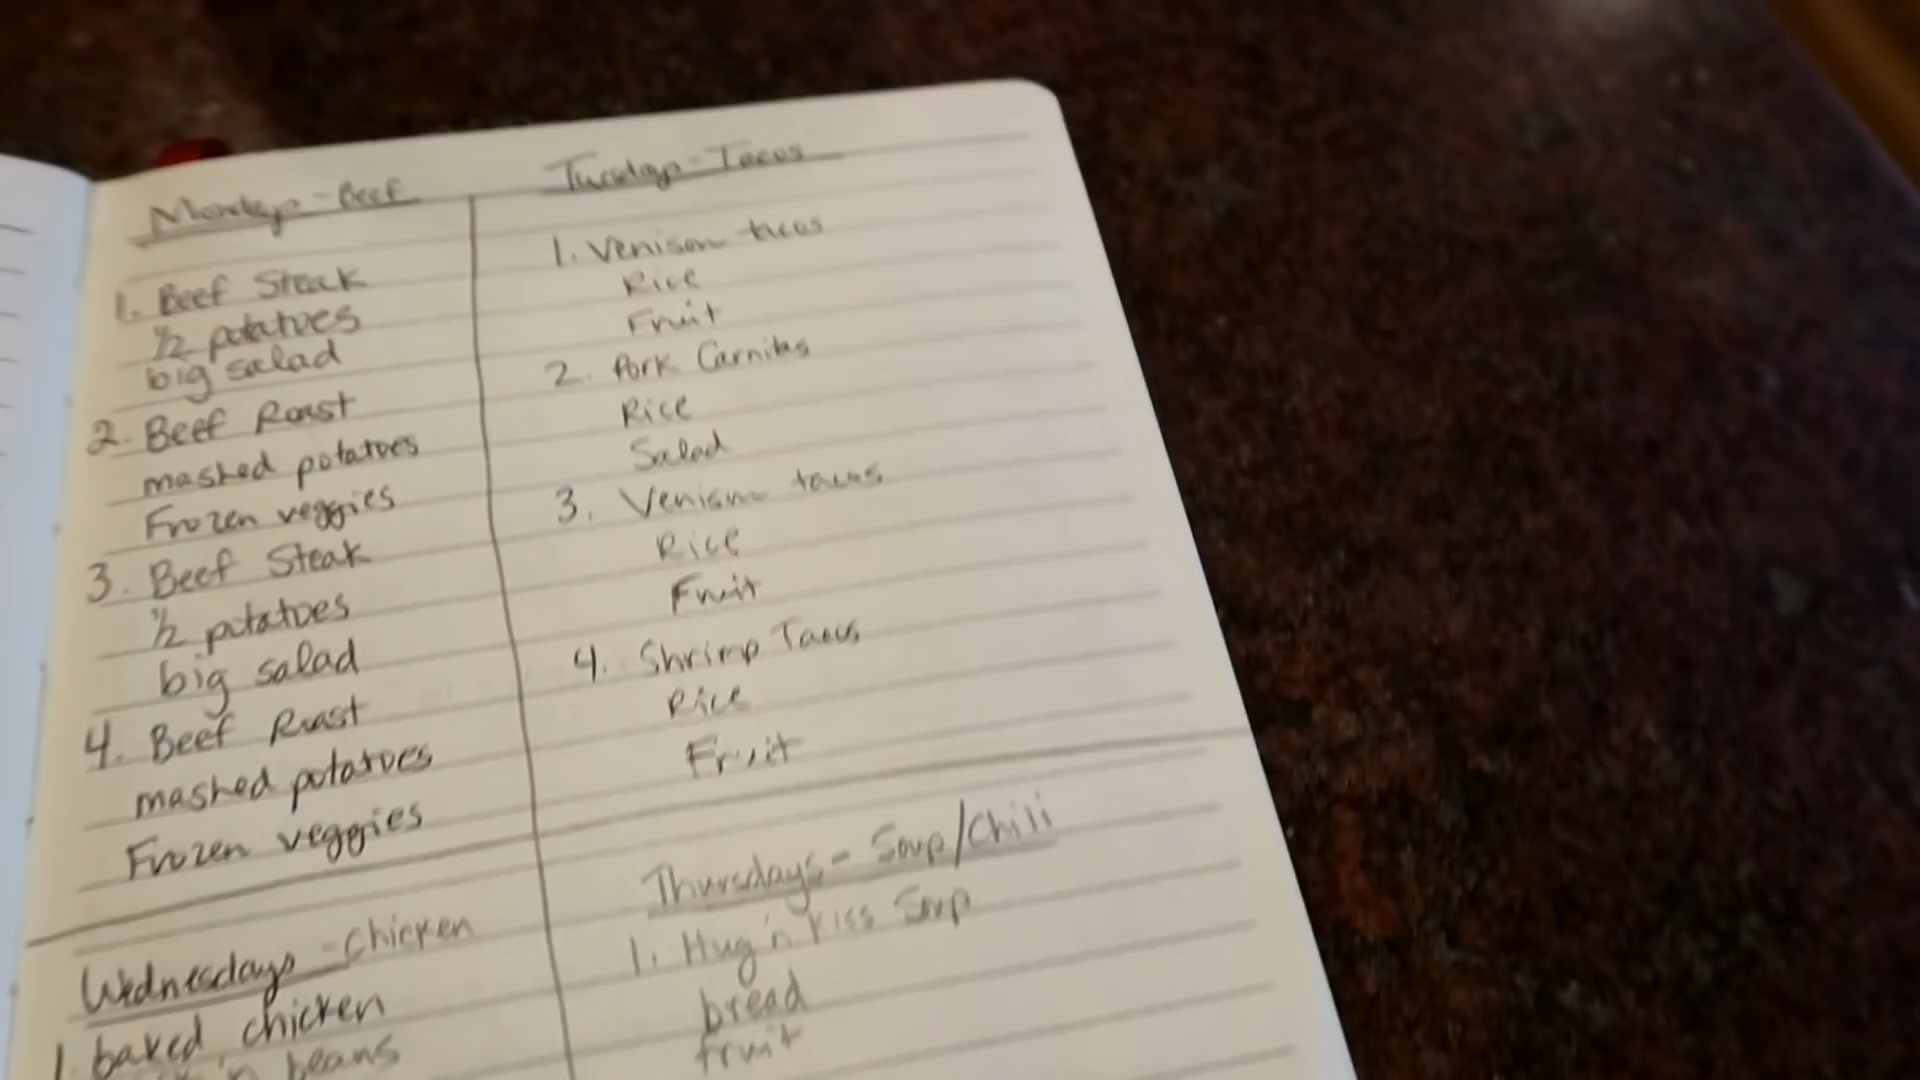 Mondays - Beef
1. Beef Steak
1/2 potatoes
big salad
2. Beef Roast
mashed potatoes
Frozen veggies
3. Beef Steak
1/2 potatoes
big salad
4. Beef Roast
mashed potatoes
Frozen veggies
Tuesdays - Tacos
1. Venison tacos
Rice
Fruit
2. Pork Carnitas
Rice
Salad
3. Venison tacos
Rice
Fruit
4. Shrimp Tacos
Rice
Fruit
Wednesdays - Chicken
1. baked chicken
'n beans
Thursdays - Soup/Chili
1. Hug 'n Kiss Soup
bread
fruit